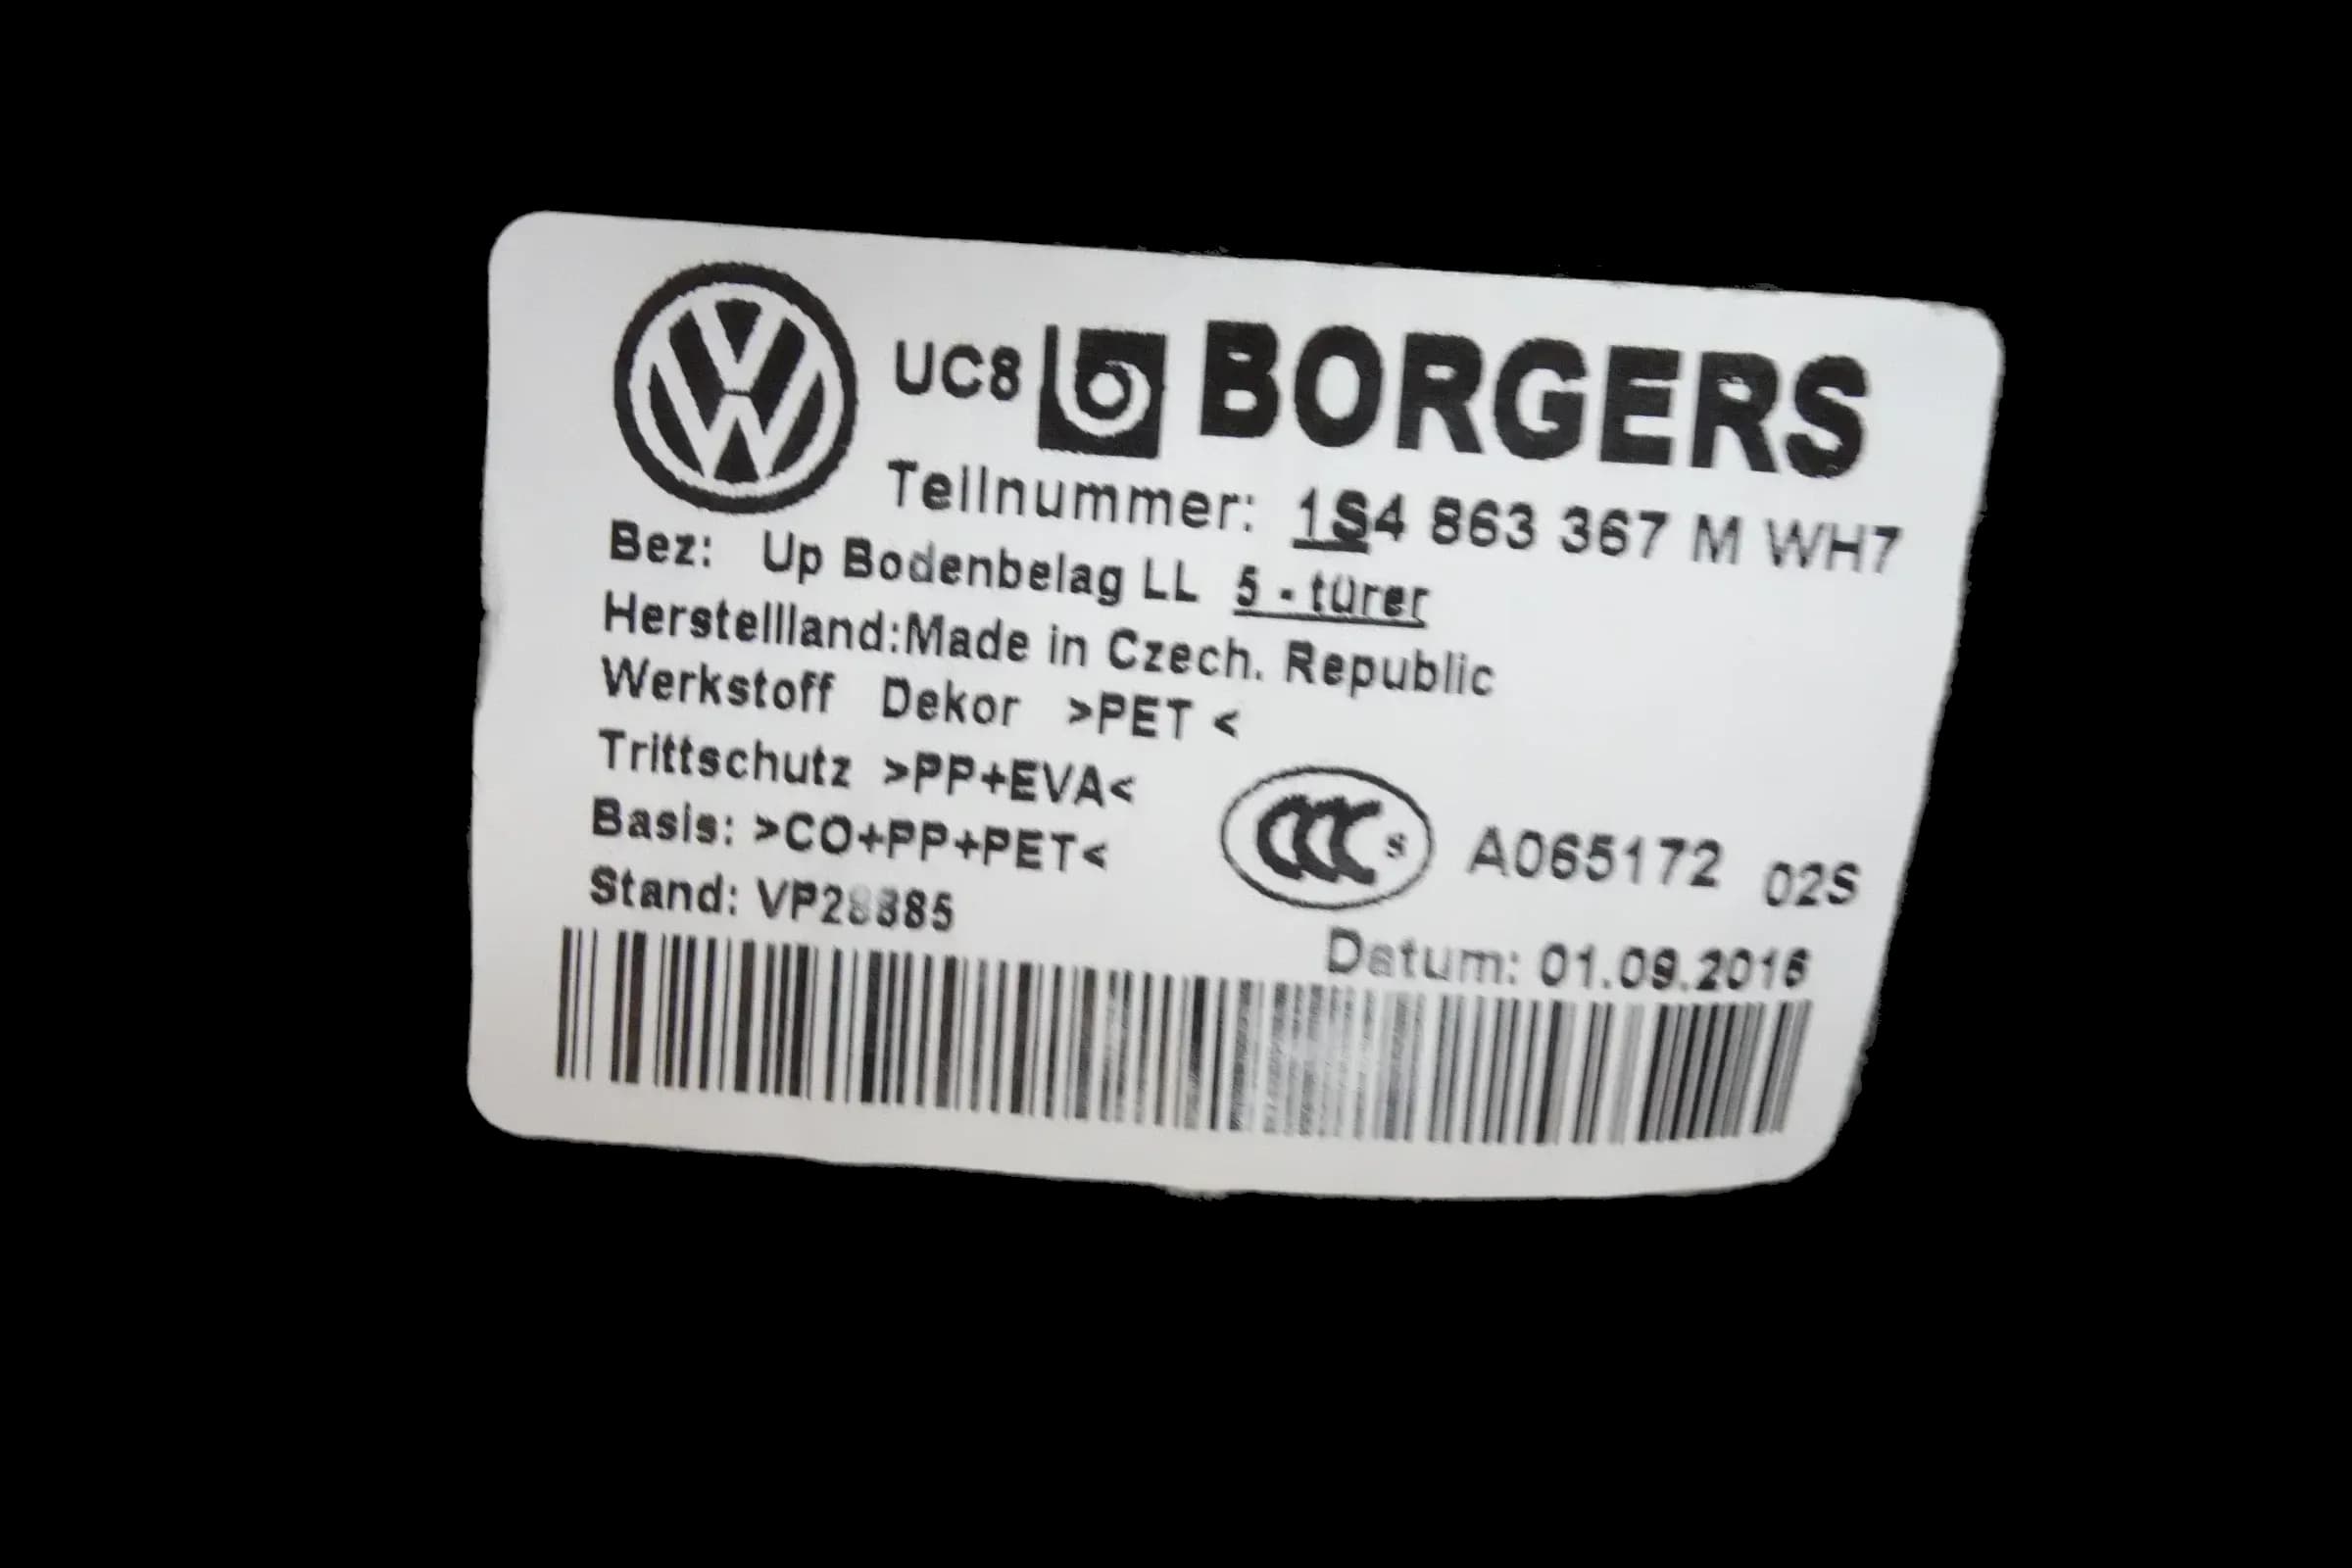 UC8 BORGERS
Teilnummer: 1S4 863 367 M WH7
Bez: Up Bodenbelag LL 5 - türer
Herstellland:Made in Czech. Republic
Werkstoff Dekor >PET <
Trittschutz >PP+EVA<
Basis: >CO+PP+PET<
CCC S A065172 02S
Stand:
Datum: 01.09.2016